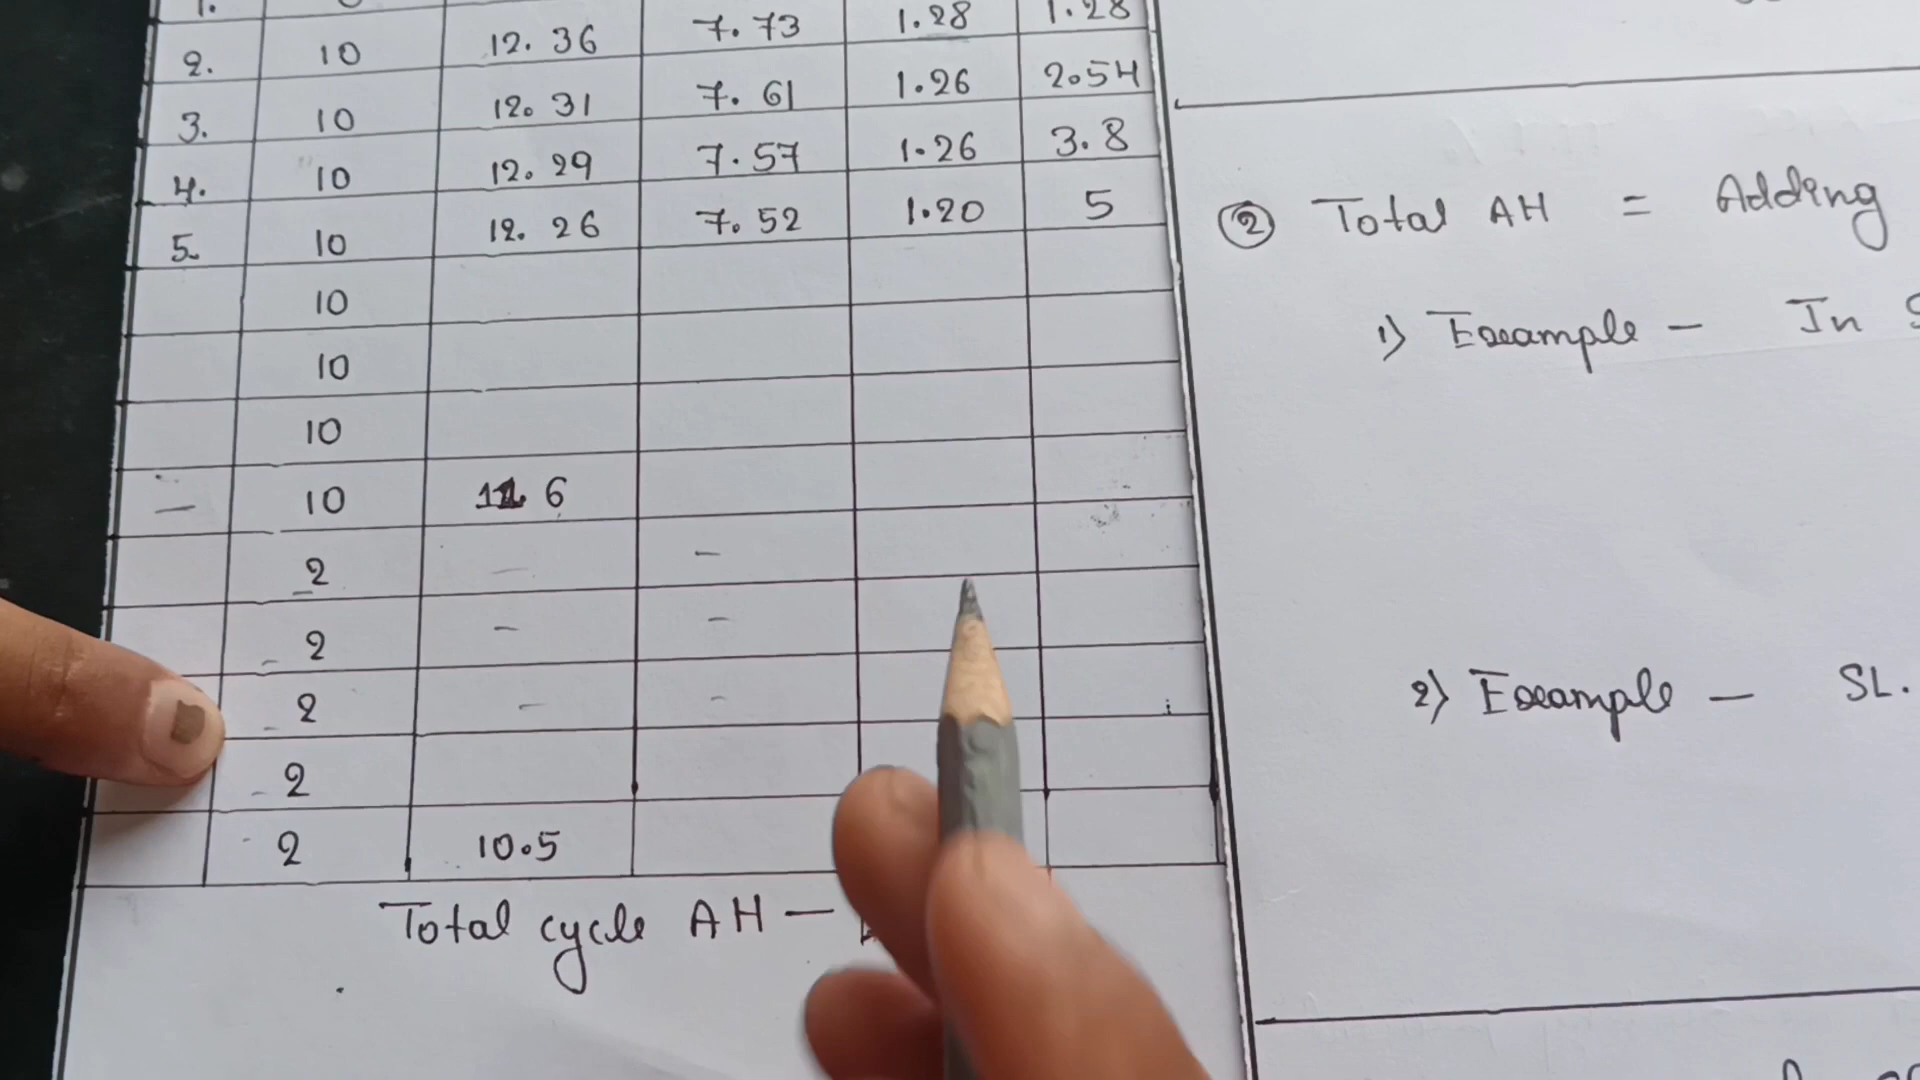 1.
2. 10 12.36 7.73 1.28 1.28
3. 10 12.31 7.61 1.26 2.54
4. 10 12.29 7.57 1.26 3.8
5. 10 12.26 7.52 1.20 5
10
10
10
— 10 11.6
2 – –
2 – –
2 – –
2
2 10.5
Total cycle AH —
② Total AH = Adding
1) Example — In
2) Example — SL.